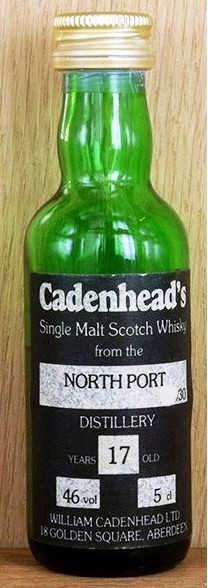 Cadenhead's
Single Malt Scotch Whisky
from the
NORTH PORT
30
DISTILLERY
YEARS 17 OLD
46 vol 5 cl
WILLIAM CADENHEAD LTD
18 GOLDEN SQUARE, ABERDEEN